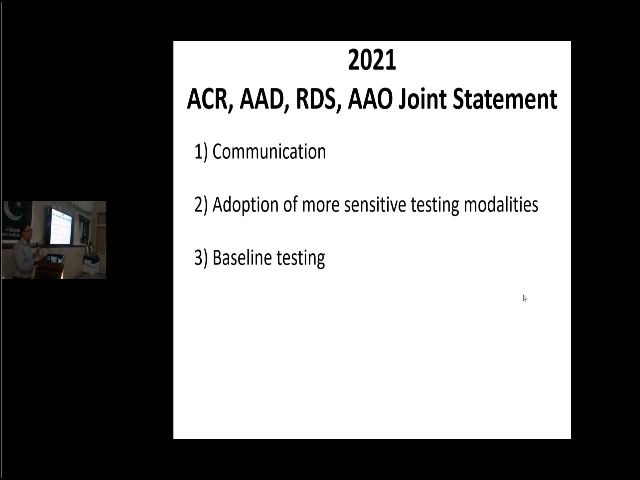 2021
ACR, AAD, RDS, AAO Joint Statement
1) Communication
2) Adoption of more sensitive testing modalities
3) Baseline testing